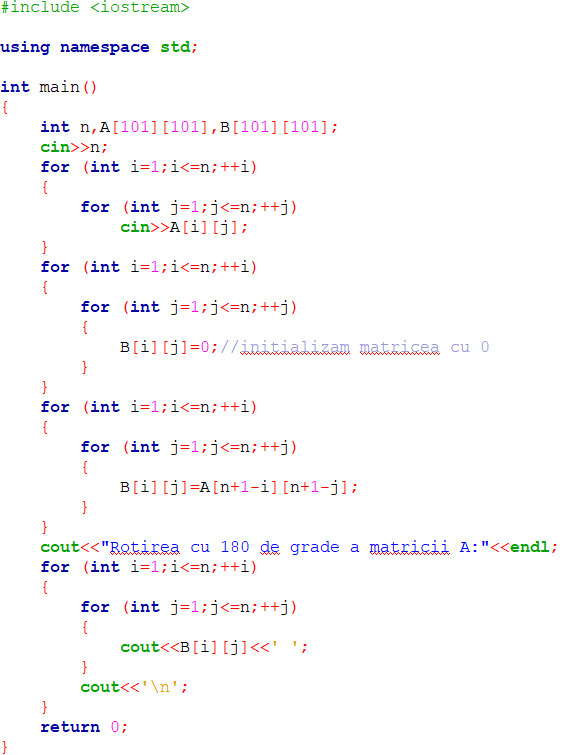 #include <iostream>

using namespace std;

int main()
{
    int n,A[101][101],B[101][101];
    cin>>n;
    for (int i=1;i<=n;++i)
    {
        for (int j=1;j<=n;++j)
            cin>>A[i][j];
    }
    for (int i=1;i<=n;++i)
    {
        for (int j=1;j<=n;++j)
        {
            B[i][j]=0;//initializam matricea cu 0
        }
    }
    for (int i=1;i<=n;++i)
    {
        for (int j=1;j<=n;++j)
        {
            B[i][j]=A[n+1-i][n+1-j];
        }
    }
    cout<<"Rotirea cu 180 de grade a matricii A:"<<endl;
    for (int i=1;i<=n;++i)
    {
        for (int j=1;j<=n;++j)
        {
            cout<<B[i][j]<<' ';
        }
        cout<<'\n';
    }
    return 0;
}